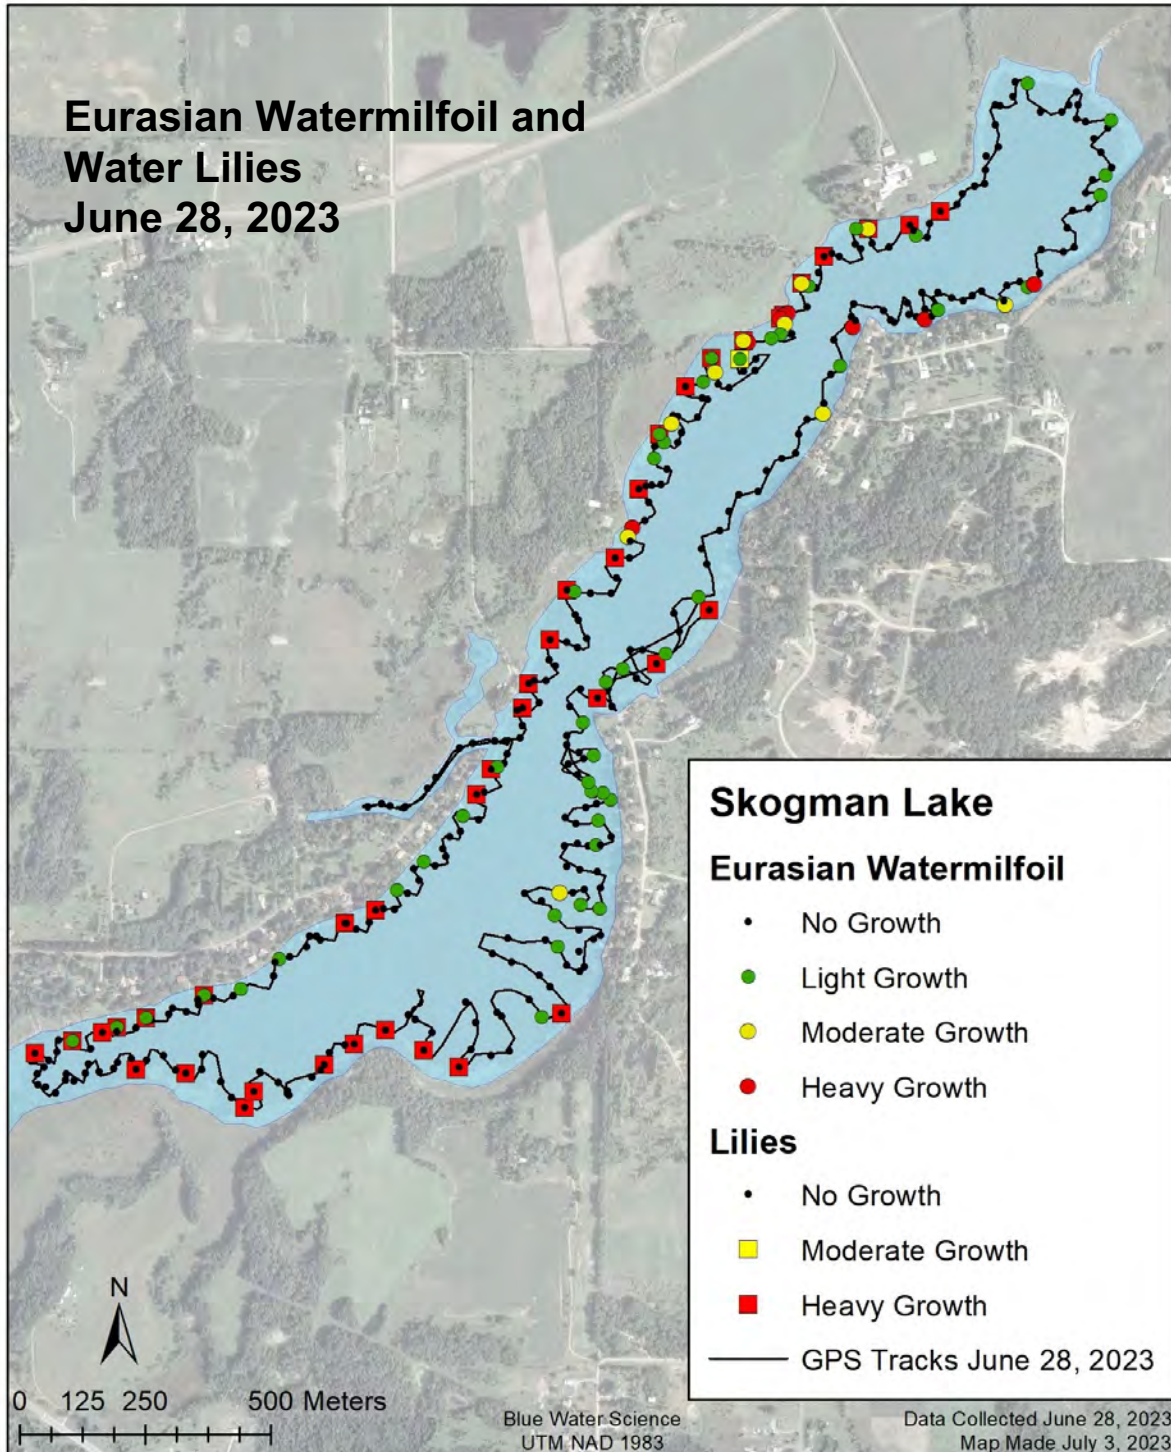 Eurasian Watermilfoil and
Water Lilies
June 28, 2023
Skogman Lake
Eurasian Watermilfoil
No Growth
Light Growth
Moderate Growth
Heavy Growth
Lilies
No Growth
Moderate Growth
Heavy Growth
GPS Tracks June 28, 2023
N
0 125 250 500 Meters
Blue Water Science
UTM NAD 1983
Data Collected June 28, 2023
Map Made July 3, 2023